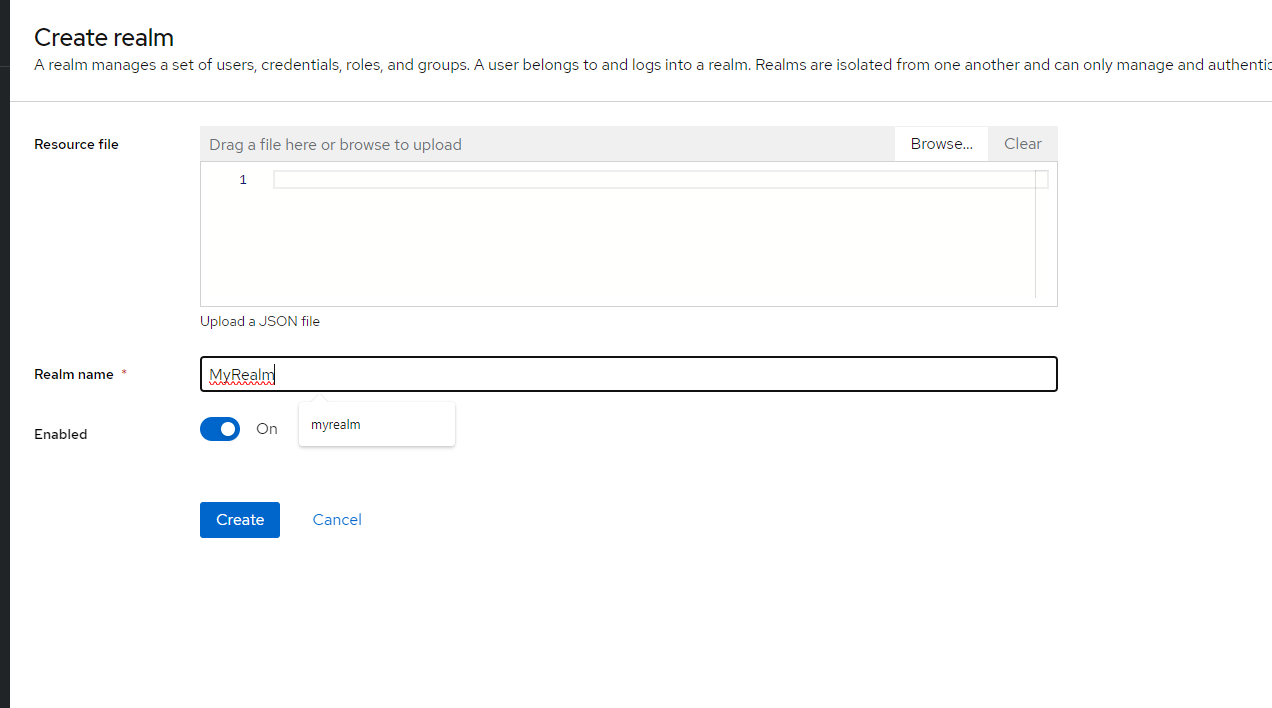 Create realm
A realm manages a set of users, credentials, roles, and groups. A user belongs to and logs into a realm. Realms are isolated from one another and can only manage and authentic
Resource file
Drag a file here or browse to upload
Browse...
Clear
1
Upload a JSON file
Realm name *
MyRealm
myrealm
Enabled
On
Create
Cancel